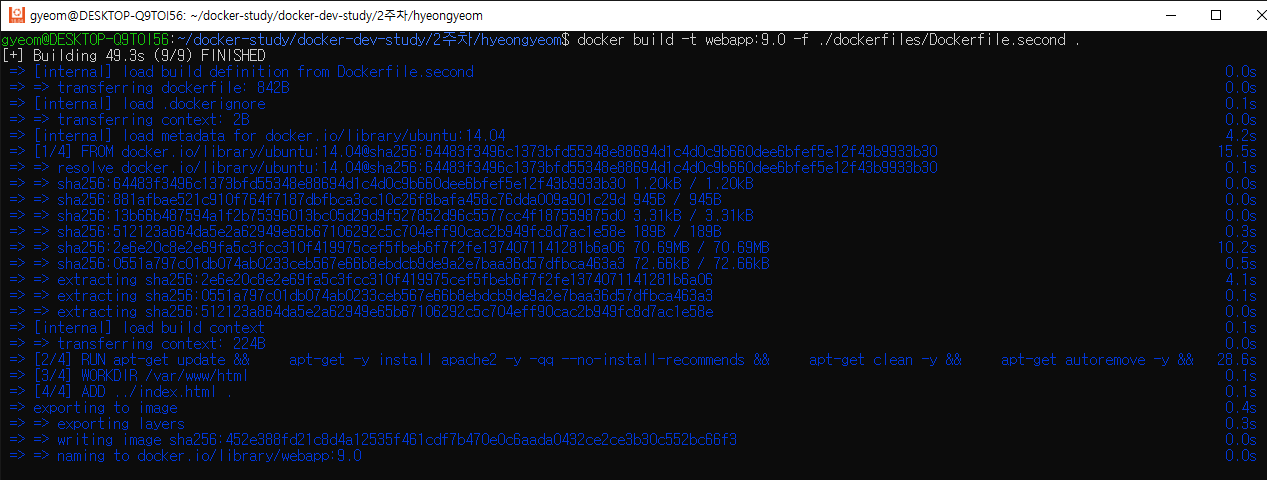 gyeom@DESKTOP-Q9TOI56: ~/docker-study/docker-dev-study/2주차/hyeongyeom
gyeom@DESKTOP-Q9TOI56:~/docker-study/docker-dev-study/2주차/hyeongyeom$ docker build -t webapp:9.0 -f ./dockerfiles/Dockerfile.second .
[+] Building 49.3s (9/9) FINISHED
=> [internal] load build definition from Dockerfile.second 0.0s
=> => transferring dockerfile: 842B 0.0s
=> [internal] load .dockerignore 0.1s
=> => transferring context: 2B 0.0s
=> [internal] load metadata for docker.io/library/ubuntu:14.04 4.2s
=> [1/4] FROM docker.io/library/ubuntu:14.04@sha256:64483f3496c1373bfd55348e88694d1c4d0c9b660dee6bfef5e12f43b9933b30 15.5s
=> => resolve docker.io/library/ubuntu:14.04@sha256:64483f3496c1373bfd55348e88694d1c4d0c9b660dee6bfef5e12f43b9933b30 0.1s
=> => sha256:64483f3496c1373bfd55348e88694d1c4d0c9b660dee6bfef5e12f43b9933b30 1.20kB / 1.20kB 0.0s
=> => sha256:881afbae521c910f764f7187dbfbca3cc10c26f8bafa458c76dda009a901c29d 945B / 945B 0.0s
=> => sha256:13b66b487594a1f2b75396013bc05d29d9f527852d96c5577cc4f187559875d0 3.31kB / 3.31kB 0.0s
=> => sha256:512123a864da5e2a62949e65b67106292c5c704eff90cac2b949fc8d7ac1e58e 189B / 189B 0.3s
=> => sha256:2e6e20c8e2e69fa5c3fcc310f419975cef5fbeb6f7f2fe1374071141281b6a06 70.69MB / 70.69MB 10.2s
=> => sha256:0551a797c01db074ab0233ceb567e66b8ebdcb9de9a2e7baa36d57dfbca463a3 72.66kB / 72.66kB 0.5s
=> => extracting sha256:2e6e20c8e2e69fa5c3fcc310f419975cef5fbeb6f7f2fe1374071141281b6a06 4.1s
=> => extracting sha256:0551a797c01db074ab0233ceb567e66b8ebdcb9de9a2e7baa36d57dfbca463a3 0.1s
=> => extracting sha256:512123a864da5e2a62949e65b67106292c5c704eff90cac2b949fc8d7ac1e58e 0.0s
=> [internal] load build context 0.1s
=> => transferring context: 224B 0.0s
=> [2/4] RUN apt-get update && apt-get -y install apache2 -y -qq --no-install-recommends && apt-get clean -y && apt-get autoremove -y && 28.6s
=> [3/4] WORKDIR /var/www/html 0.1s
=> [4/4] ADD ../index.html . 0.1s
=> exporting to image 0.4s
=> => exporting layers 0.3s
=> => writing image sha256:452e388fd21c8d4a12535f461cdf7b470e0c6aada0432ce2ce3b30c552bc66f3 0.0s
=> => naming to docker.io/library/webapp:9.0 0.0s